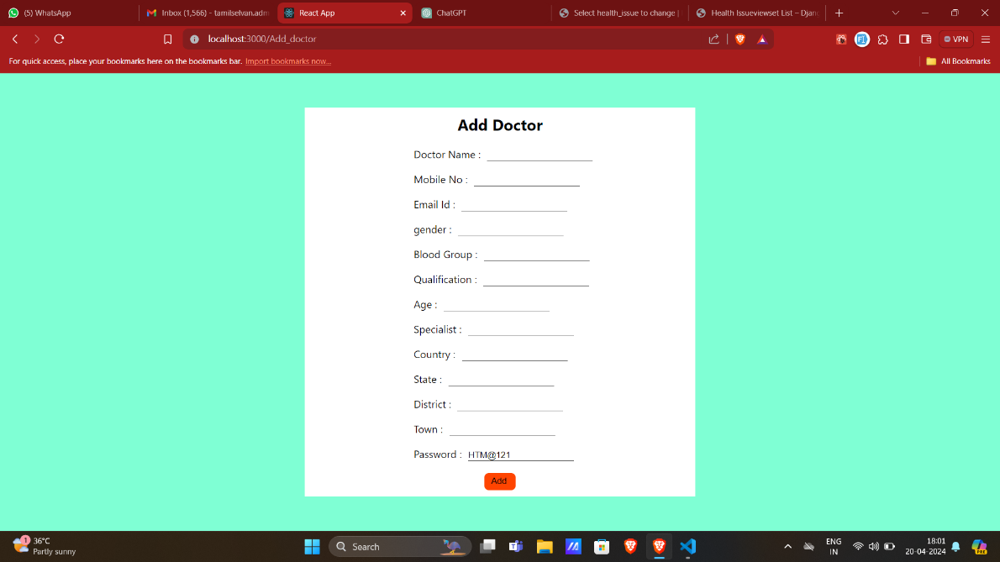 (5) WhatsApp
Inbox (1,566) - tamilselvan.adm
React App
ChatGPT
Select health_issue to change |
Health Issueviewset List – Djan
localhost:3000/Add_doctor
VPN
For quick access, place your bookmarks here on the bookmarks bar. Import bookmarks now...
All Bookmarks
Add Doctor
Doctor Name :
Mobile No :
Email Id :
gender :
Blood Group :
Qualification :
Age :
Specialist :
Country :
State :
District :
Town :
Password : HTM@121
Add
1
36°C
Partly sunny
Search
ENG
IN
18:01
20-04-2024
PRE